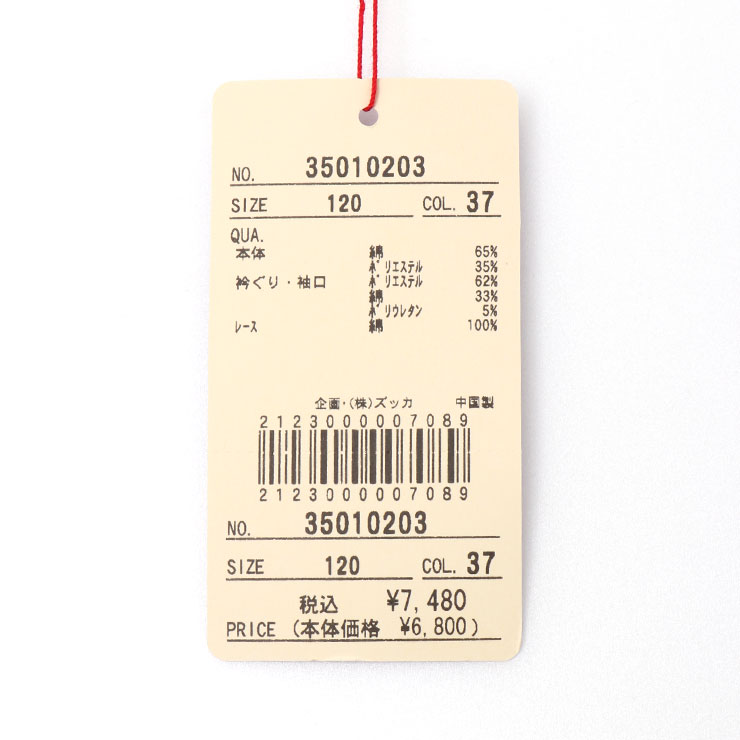 NO. 35010203
SIZE 120 COL. 37
QUA.
本体 綿 65%
ポリエステル 35%
衿ぐり・袖口 ポリエステル 62%
綿 33%
ポリウレタン 5%
レース 綿 100%
企画・(株)ズッカ 中国製
2123000007089
2123000007089
NO. 35010203
SIZE 120 COL. 37
税込 ¥7,480
PRICE (本体価格 ¥6,800)